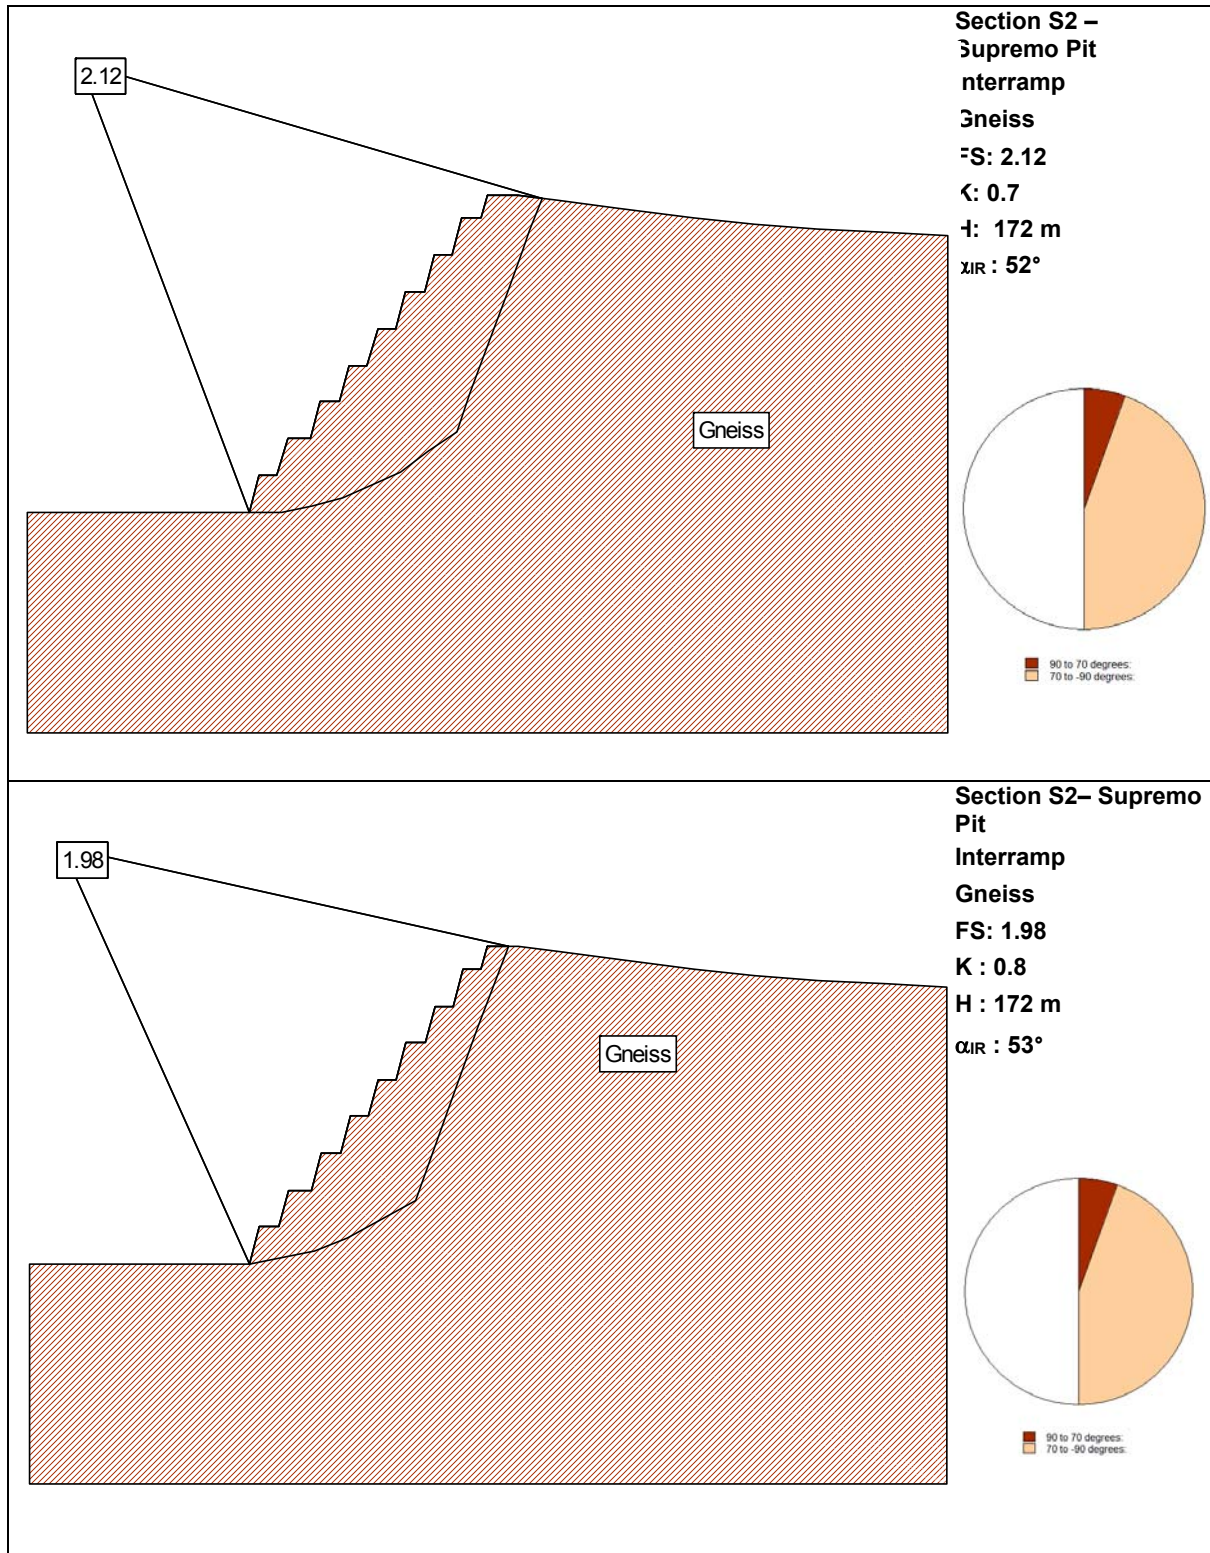 Section S2 –
Supremo Pit
nterramp
Gneiss
FS: 2.12
K: 0.7
H: 172 m
αIR : 52°
2.12
Gneiss
90 to 70 degrees:
70 to -90 degrees:
Section S2– Supremo
Pit
Interramp
Gneiss
FS: 1.98
K : 0.8
H : 172 m
αIR : 53°
1.98
Gneiss
90 to 70 degrees:
70 to -90 degrees: